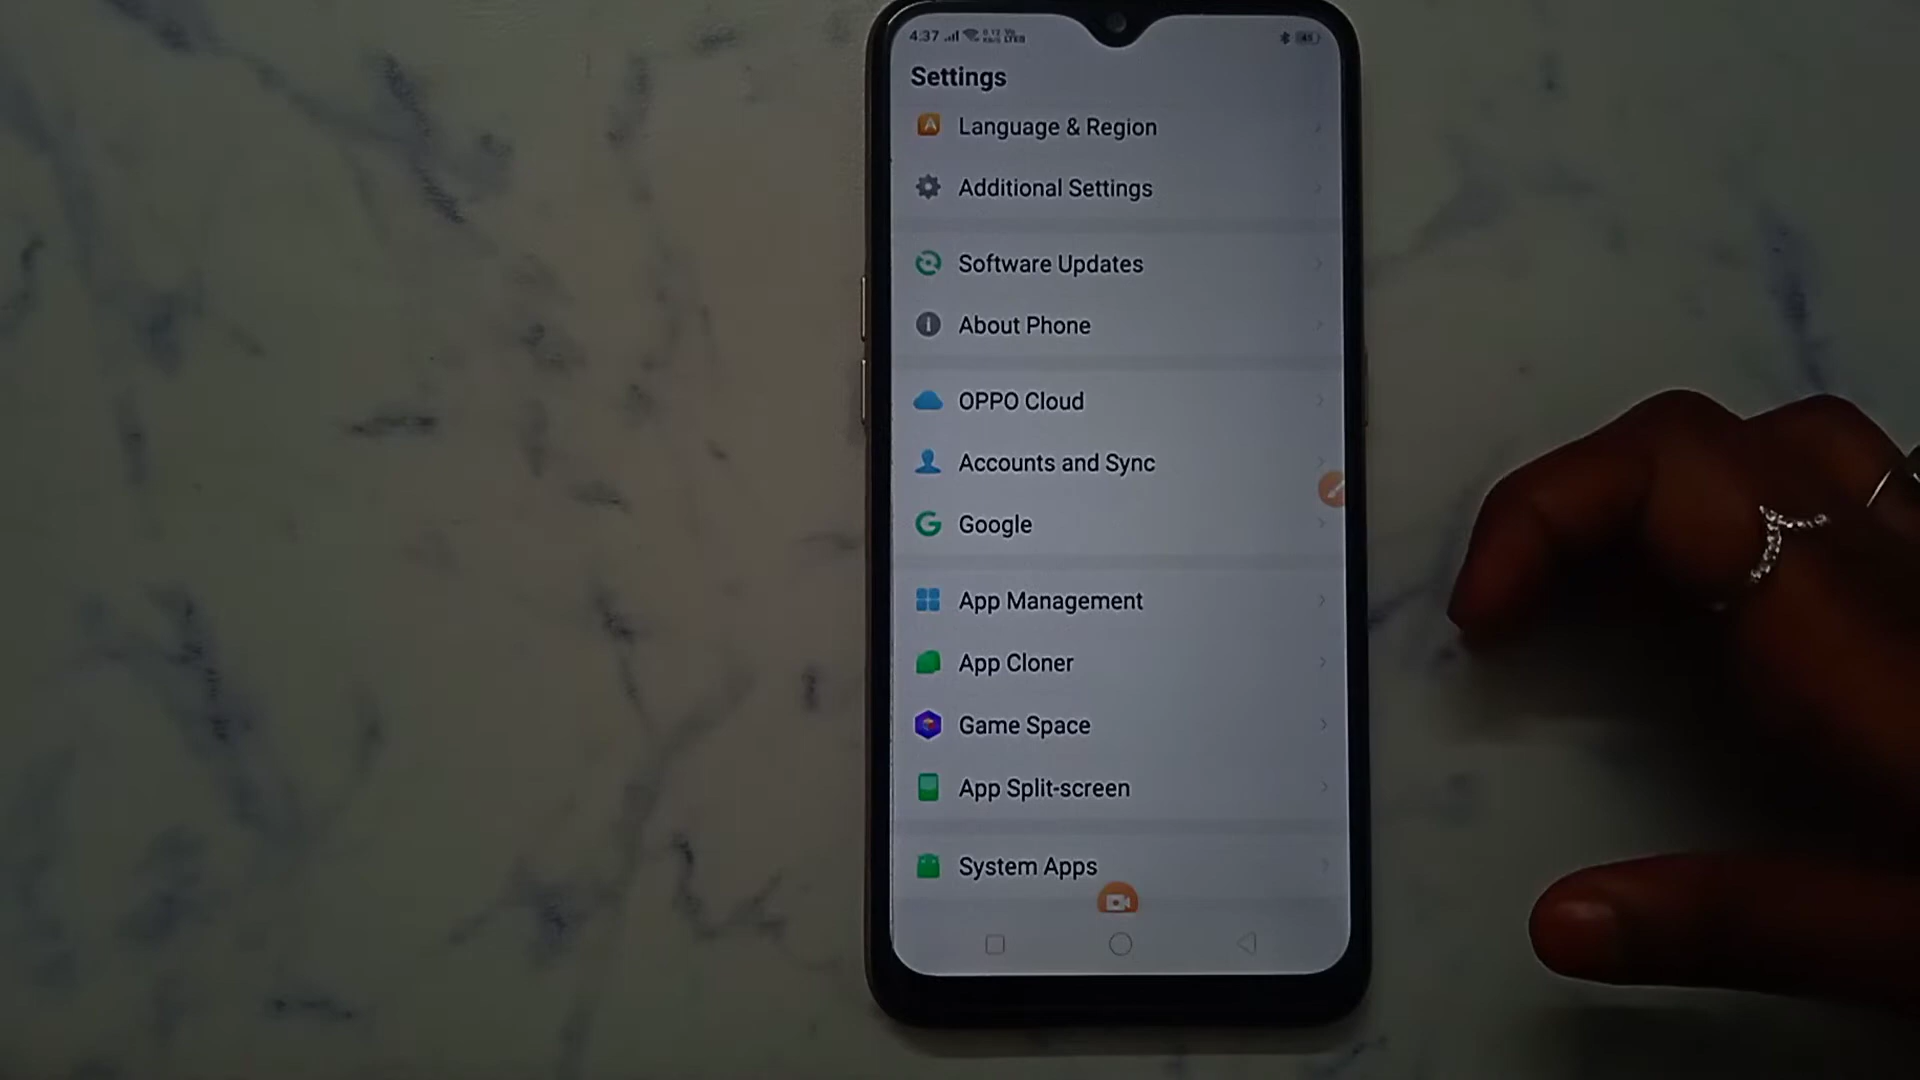 4.37
Settings
Language & Region
Additional Settings
Software Updates
About Phone
OPPO Cloud
Accounts and Sync
Google
App Management
App Cloner
Game Space
App Split-screen
System Apps